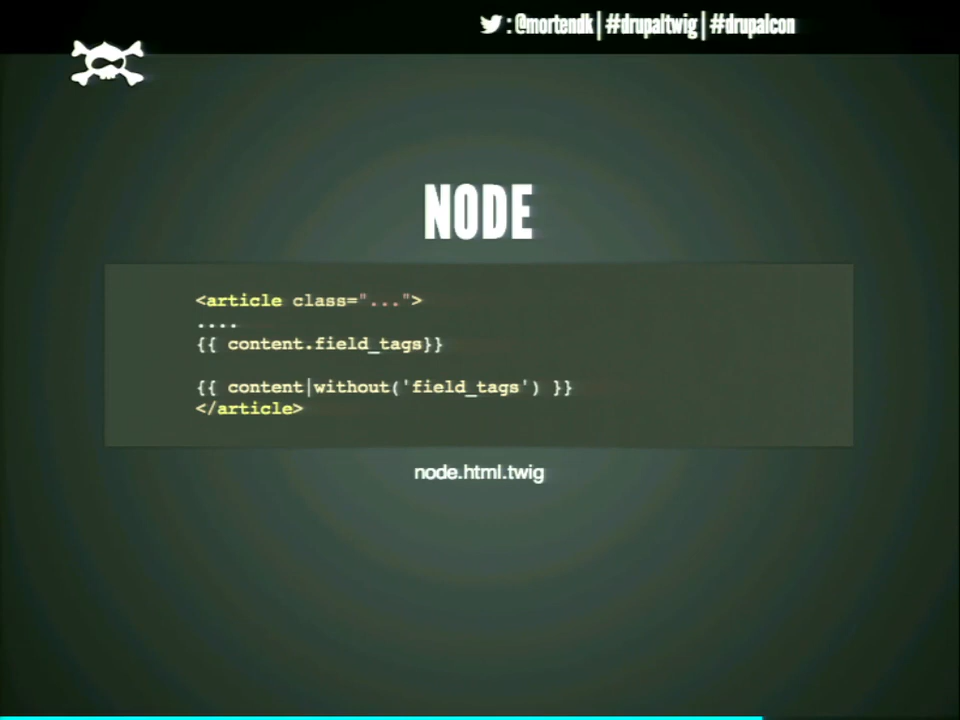 : @mortendk | #drupaltwig | #drupalcon
NODE
<article class="...">
....
{{ content.field_tags}}
{{ content|without('field_tags') }}
</article>
node.html.twig